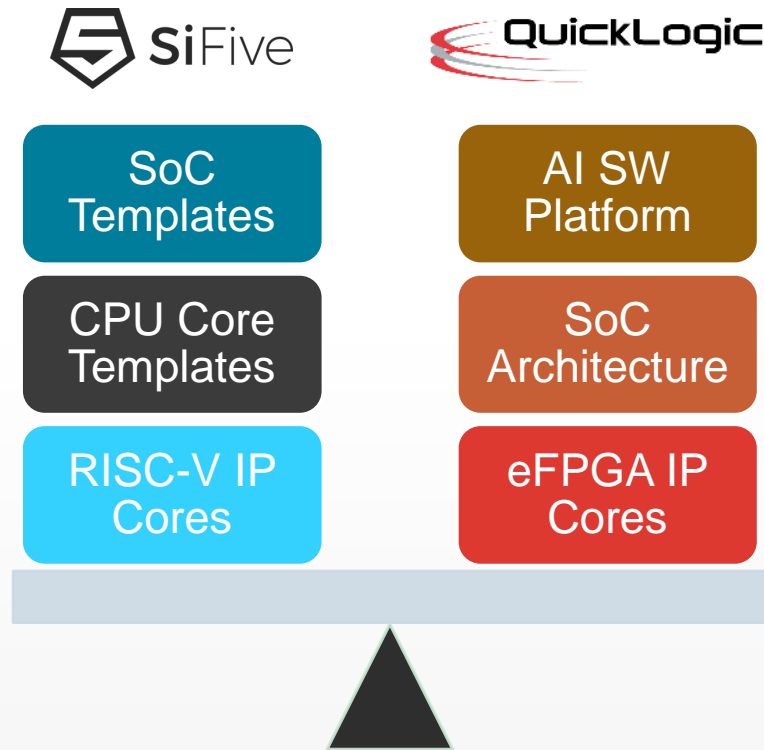 SiFive
QuickLogic
SoC
Templates
AI SW
Platform
CPU Core
Templates
SoC
Architecture
RISC-V IP
Cores
eFPGA IP
Cores